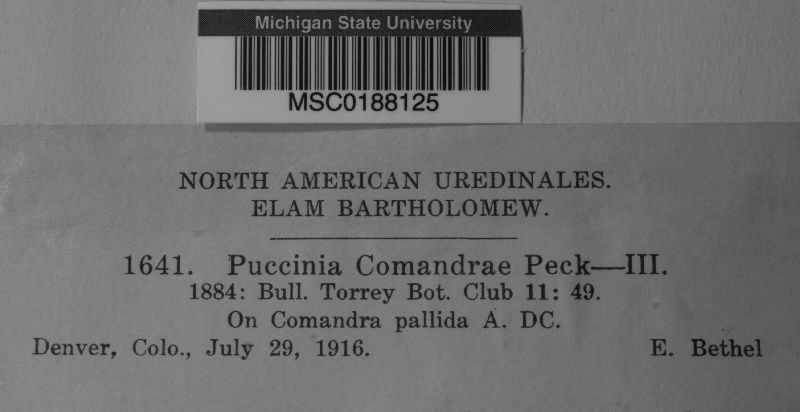 Michigan State University
MSC0188125
NORTH AMERICAN UREDINALES.
ELAM BARTHOLOMEW.
1641. Puccinia Comandrae Peck—III.
1884: Bull. Torrey Bot. Club 11: 49.
On Comandra pallida A. DC.
Denver, Colo., July 29, 1916. E. Bethel